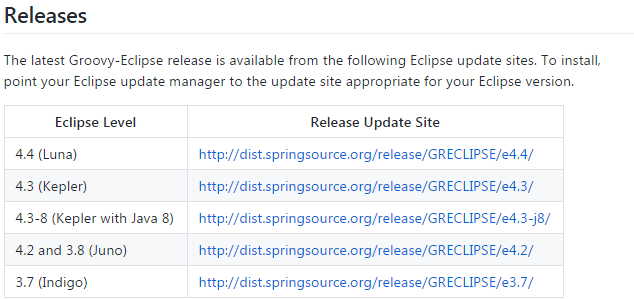 Releases
The latest Groovy-Eclipse release is available from the following Eclipse update sites. To install,
point your Eclipse update manager to the update site appropriate for your Eclipse version.
Eclipse Level Release Update Site
4.4 (Luna) http://dist.springsource.org/release/GRECLIPSE/e4.4/
4.3 (Kepler) http://dist.springsource.org/release/GRECLIPSE/e4.3/
4.3-8 (Kepler with Java 8) http://dist.springsource.org/release/GRECLIPSE/e4.3-j8/
4.2 and 3.8 (Juno) http://dist.springsource.org/release/GRECLIPSE/e4.2/
3.7 (Indigo) http://dist.springsource.org/release/GRECLIPSE/e3.7/